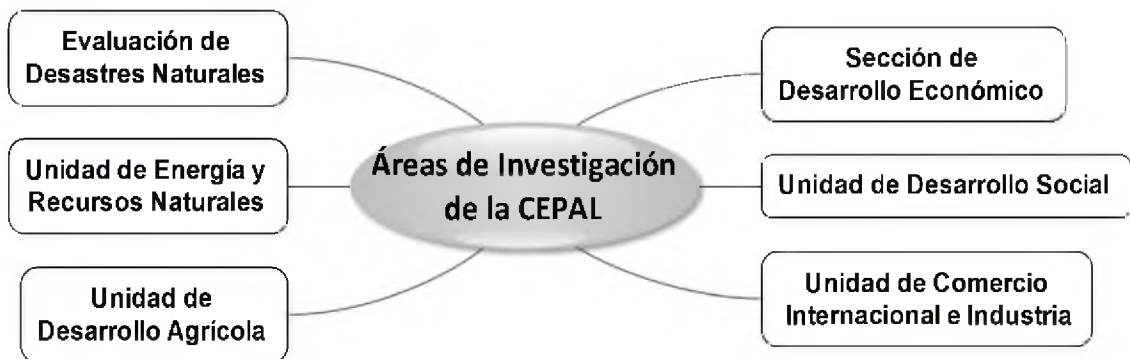 Evaluación de
Desastres Naturales
Unidad de Energía y
Recursos Naturales
Unidad de
Desarrollo Agrícola
Áreas de Investigación
de la CEPAL
Sección de
Desarrollo Económico
Unidad de Desarrollo Social
Unidad de Comercio
Internacional e Industria